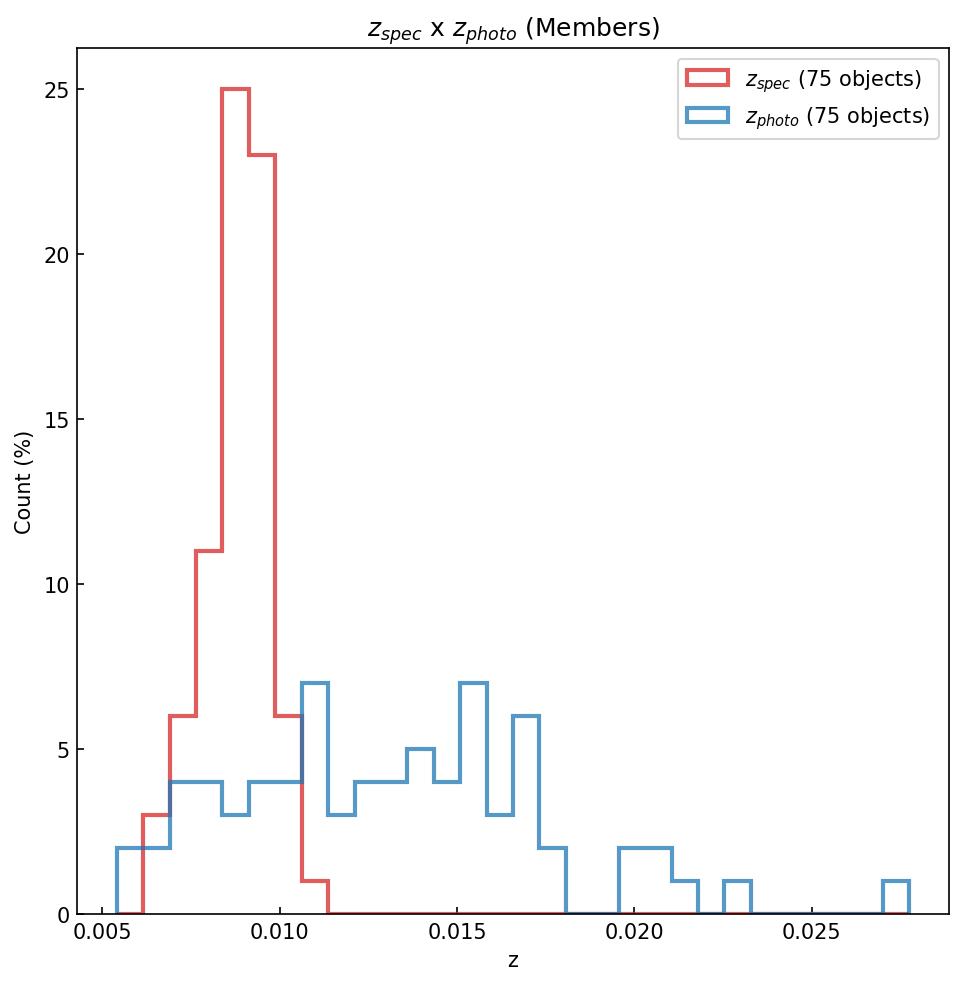 z_spec x z_photo (Members)
z_spec (75 objects)
z_photo (75 objects)
Count (%)
25
20
15
10
5
0
0.005 0.010 0.015 0.020 0.025
z